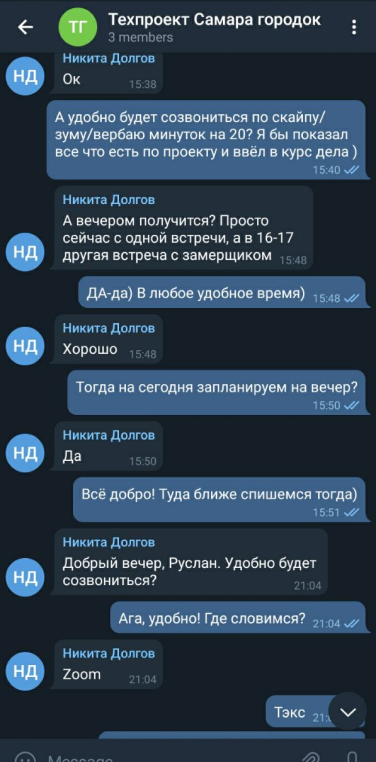 ТГ
Техпроект Самара городок
3 members
Никита Долгов
НД
Ок
15:38
А удобно будет созвониться по скайпу/
зуму/вербаю минуток на 20? Я бы показал
все что есть по проекту и ввёл в курс дела )
15:40
Никита Долгов
А вечером получится? Просто
сейчас с одной встречи, а в 16-17
НД
другая встреча с замерщиком 15:48
ДА-да) В любое удобное время) 15:48
Никита Долгов
НД
Хорошо 15:48
Тогда на сегодня запланируем на вечер?
15:50
Никита Долгов
НД
Да 15:50
Всё добро! Туда ближе спишемся тогда)
15:51
Никита Долгов
Добрый вечер, Руслан. Удобно будет
НД
созвониться?
21:04
Ага, удобно! Где словимся? 21:04
Никита Долгов
НД
Zoom 21:04
Тэкс 21:
Message